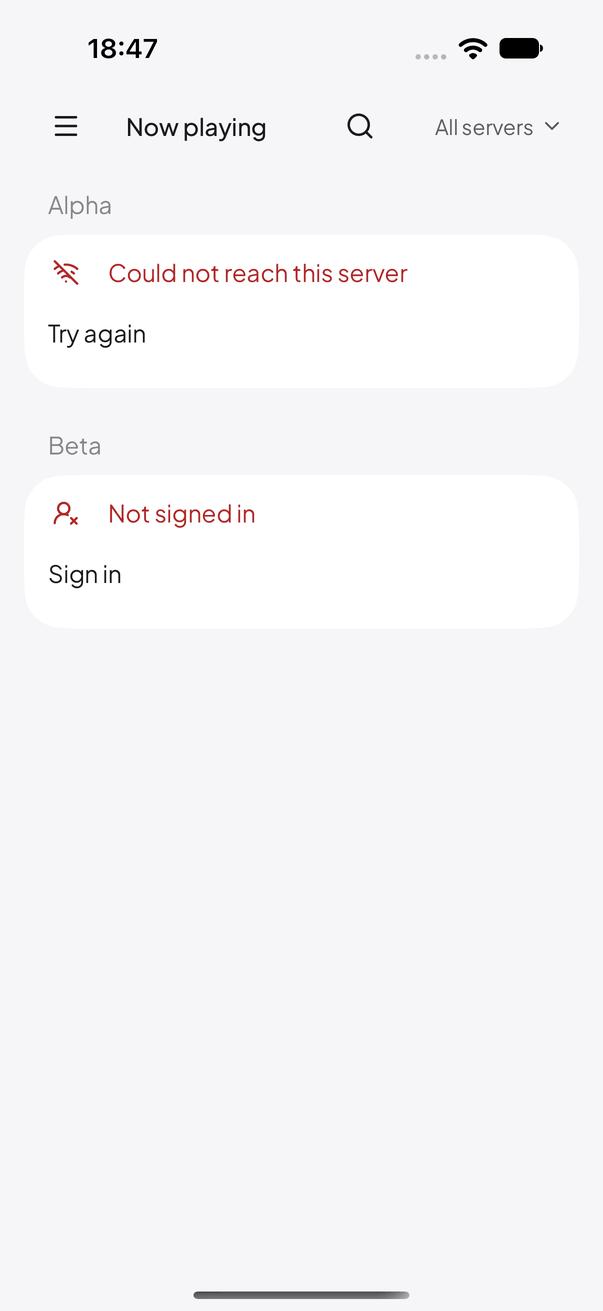 18:47
Now playing
All servers
Alpha
Could not reach this server
Try again
Beta
Not signed in
Sign in